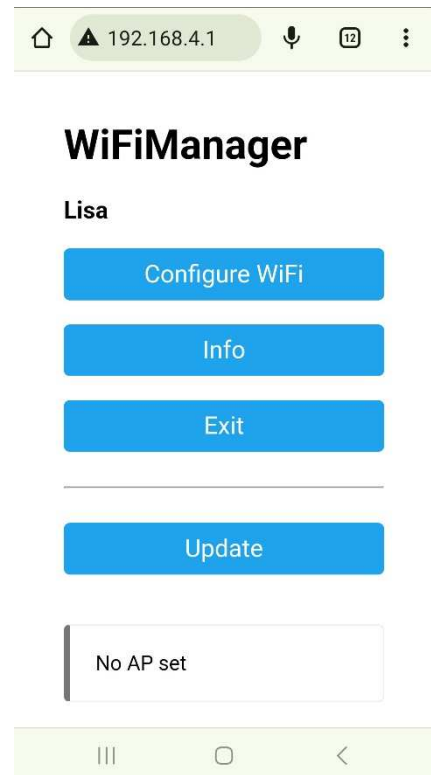 192.168.4.1 12
WiFiManager
Lisa
Configure WiFi
Info
Exit
Update
No AP set